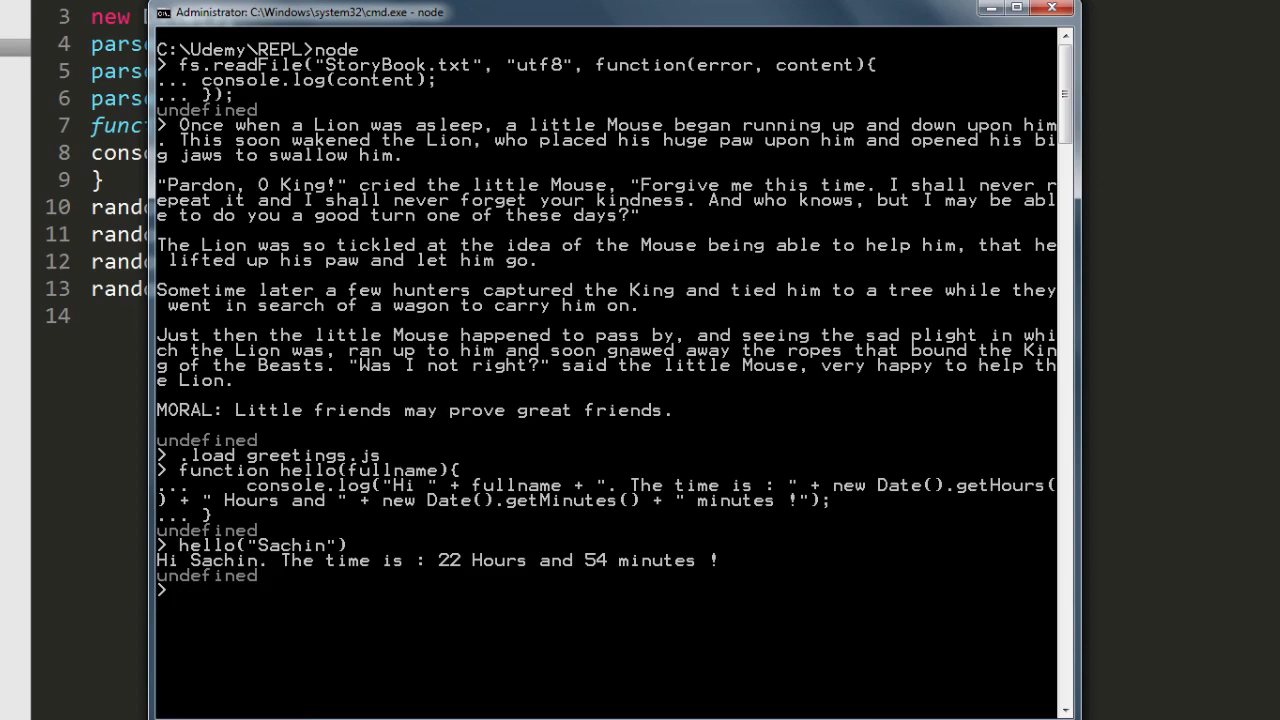 Administrator: C:\Windows\system32\cmd.exe - node
3 new
4 parse
5 parse
6 parse
7 func
8 cons
9 }
10 rando
11 rando
12 rando
13 rando
14
C:\Udemy\REPL>node
> fs.readFile("StoryBook.txt", "utf8", function(error, content){
... console.log(content);
... });
undefined
> Once when a Lion was asleep, a little Mouse began running up and down upon him
. This soon wakened the Lion, who placed his huge paw upon him and opened his bi
g jaws to swallow him.
"Pardon, O King!" cried the little Mouse, "Forgive me this time. I shall never r
epeat it and I shall never forget your kindness. And who knows, but I may be abl
e to do you a good turn one of these days?"
The Lion was so tickled at the idea of the Mouse being able to help him, that he
lifted up his paw and let him go.
Sometime later a few hunters captured the King and tied him to a tree while they
went in search of a wagon to carry him on.
Just then the little Mouse happened to pass by, and seeing the sad plight in whi
ch the Lion was, ran up to him and soon gnawed away the ropes that bound the Kin
g of the Beasts. "Was I not right?" said the little Mouse, very happy to help th
e Lion.
MORAL: Little friends may prove great friends.
undefined
> .load greetings.js
> function hello(fullname){
... console.log("Hi " + fullname + ". The time is : " + new Date().getHours(
) + " Hours and " + new Date().getMinutes() + " minutes !");
... }
undefined
> hello("Sachin")
Hi Sachin. The time is : 22 Hours and 54 minutes !
undefined
>